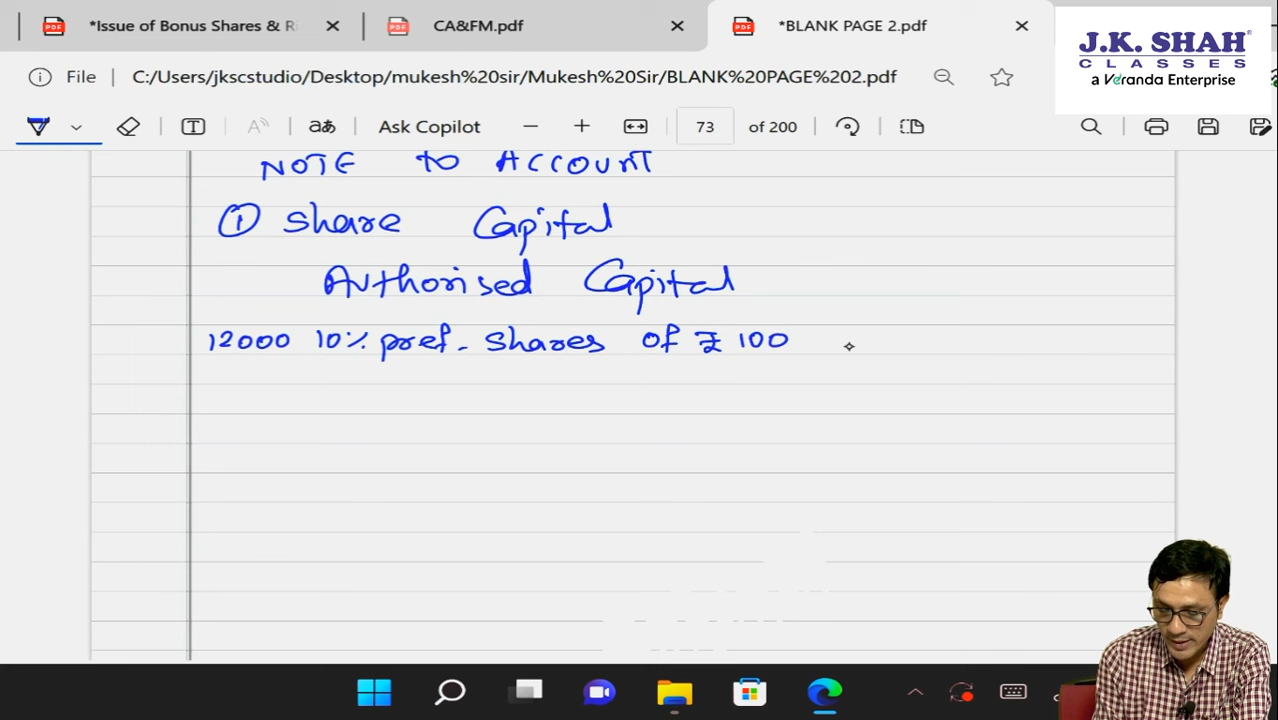 *Issue of Bonus Shares & Ri
CA&FM.pdf
*BLANK PAGE 2.pdf
J.K. SHAH®
CLASSES
a Veranda Enterprise
File
C:/Users/jkscstudio/Desktop/mukesh%20sir/Mukesh%20Sir/BLANK%20PAGE%202.pdf
Ask Copilot
73 of 200
NOTE to ACCOUNT
① Share Capital
Authorised Capital
12000 10% pref. Shares of ₹ 100